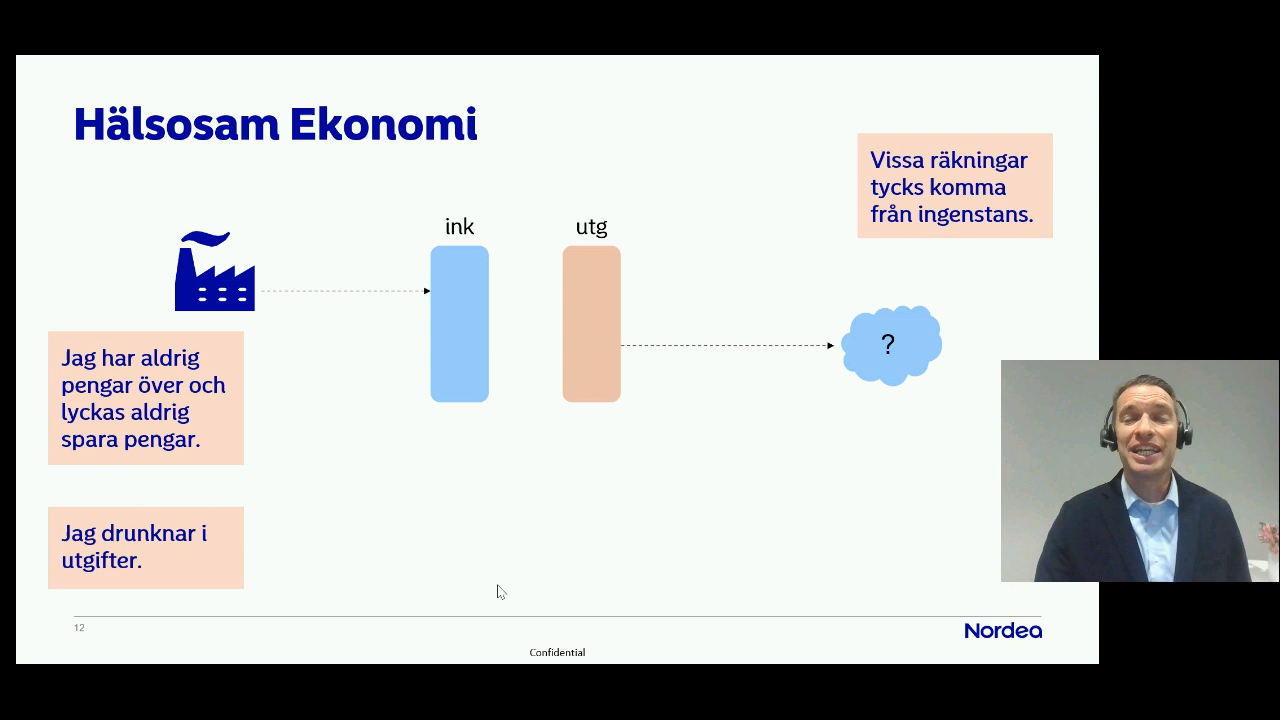 Hälsosam Ekonomi
Vissa räkningar
tycks komma
från ingenstans.
ink
utg
?
Jag har aldrig
pengar över och
lyckas aldrig
spara pengar.
Jag drunknar i
utgifter.
12
Nordea
Confidential